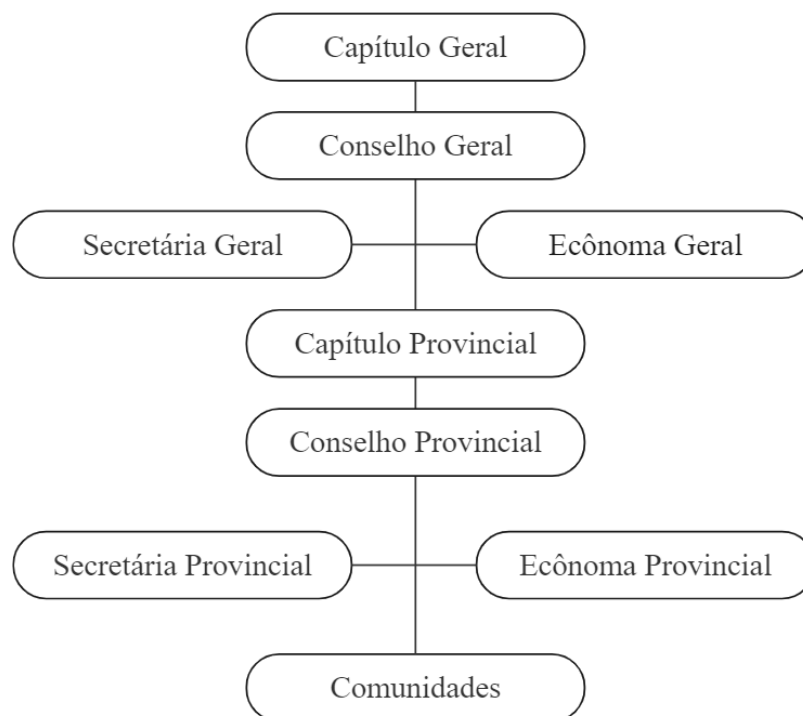 Capítulo Geral
Conselho Geral
Secretária Geral
Ecônoma Geral
Capítulo Provincial
Conselho Provincial
Secretária Provincial
Ecônoma Provincial
Comunidades